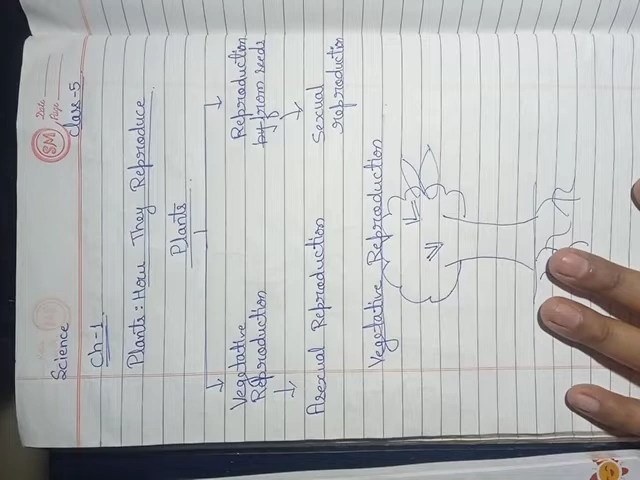 Science
SM
Date
Page
Class-5
Ch-1
Plants: How They Reproduce
Plants
Vegetative
Reproduction
Reproduction
by from seeds
Asexual Reproduction
Sexual
reproduction
Vegetative Reproduction